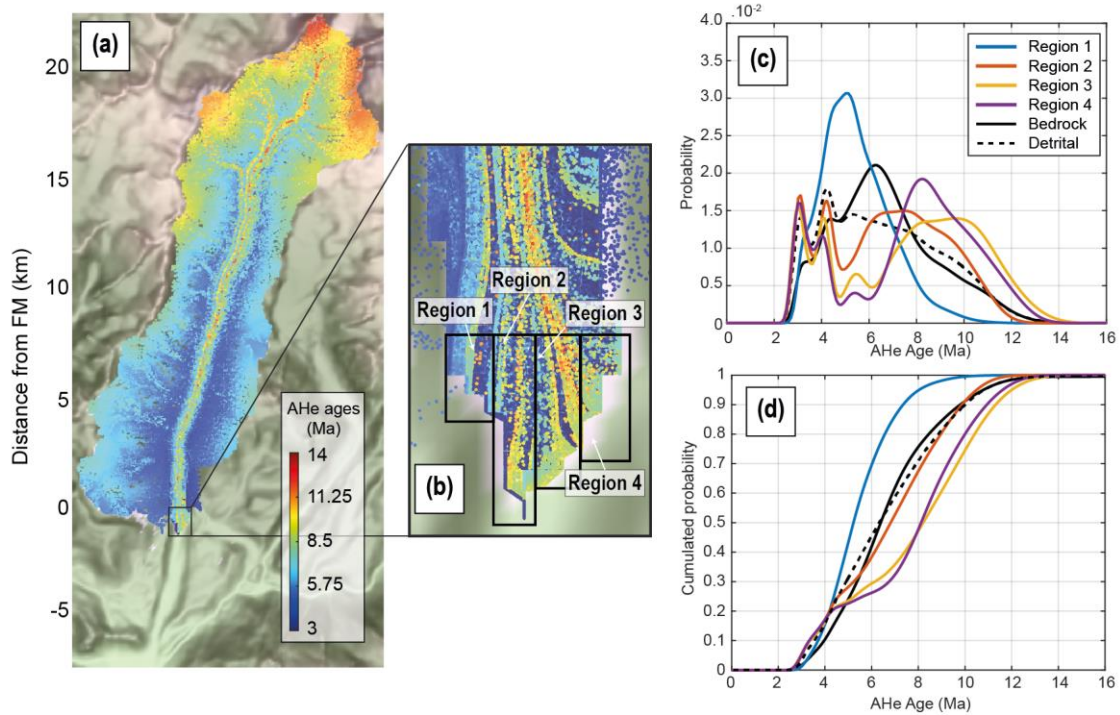 (a)
Distance from FM (km)
20
15
10
5
0
-5
AHe ages
(Ma)
14
11.25
8.5
5.75
3
Region 1
Region 2
Region 3
Region 4
(b)
(c)
4.0 .10-2
3.5
3.0
2.5
2.0
1.5
1.0
0.5
0
Probability
0 2 4 6 8 10 12 14 16
AHe Age (Ma)
Region 1
Region 2
Region 3
Region 4
Bedrock
Detrital
(d)
1
0.9
0.8
0.7
0.6
0.5
0.4
0.3
0.2
0.1
0
Cumulated probability
0 2 4 6 8 10 12 14 16
AHe Age (Ma)